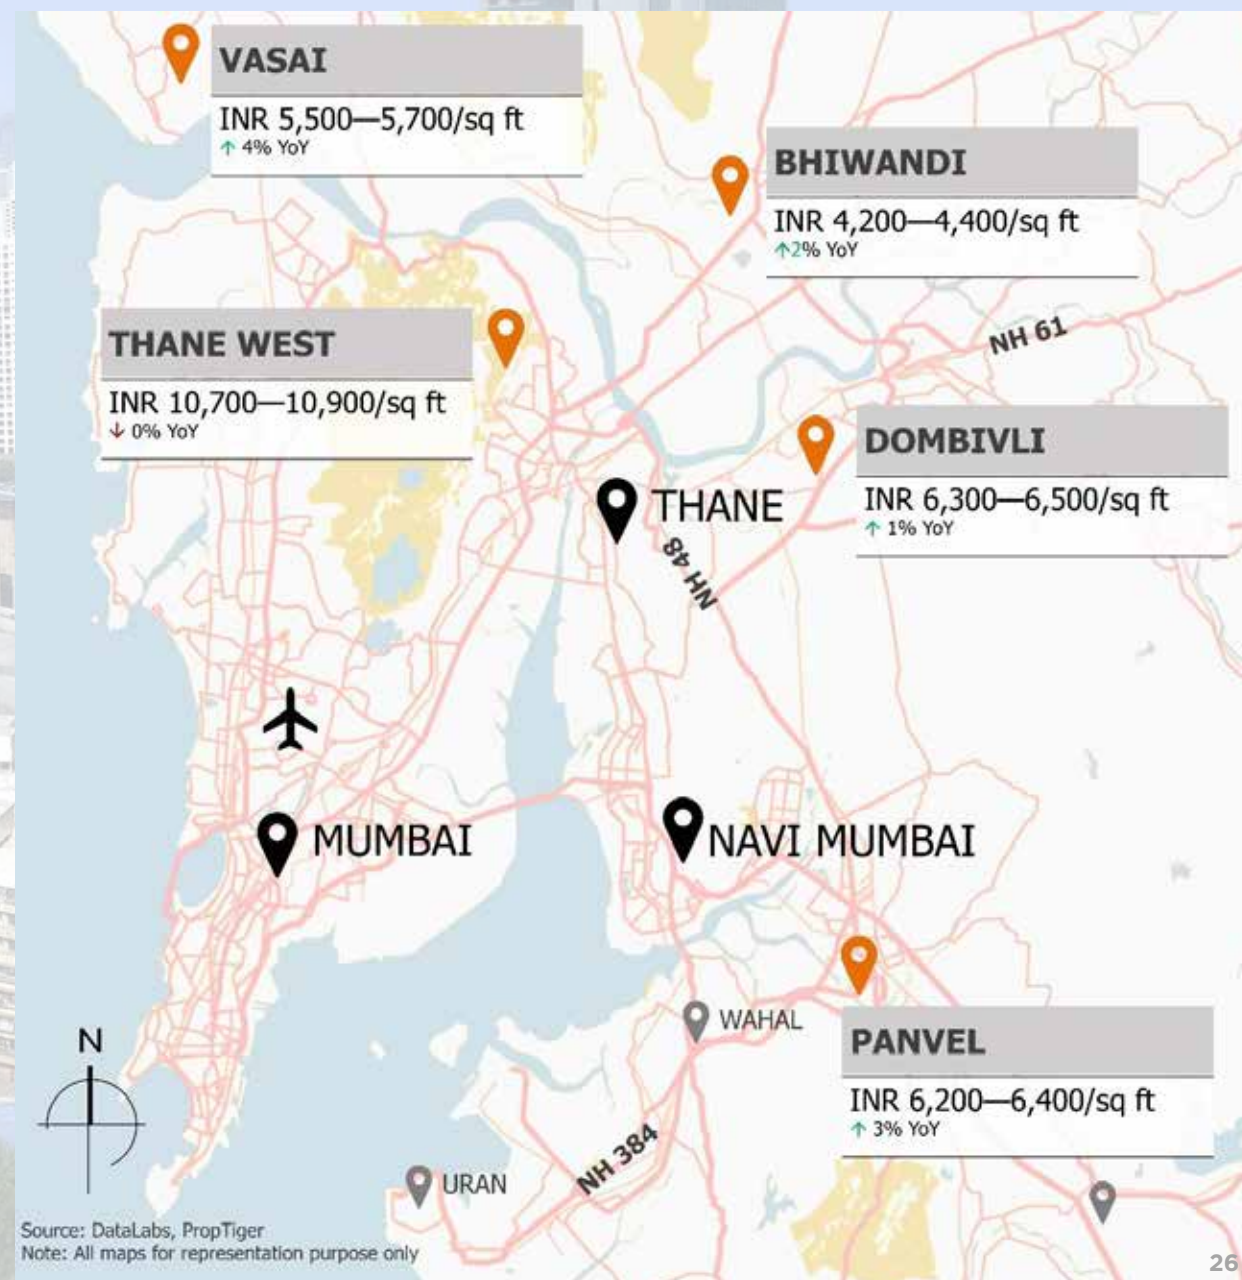 VASAI
INR 5,500—5,700/sq ft
↑ 4% YoY
BHIWANDI
INR 4,200—4,400/sq ft
↑2% YoY
THANE WEST
INR 10,700—10,900/sq ft
↓ 0% YoY
NH 61
DOMBIVLI
INR 6,300—6,500/sq ft
↑ 1% YoY
THANE
NH 48
MUMBAI
NAVI MUMBAI
WAHAL
PANVEL
INR 6,200—6,400/sq ft
↑ 3% YoY
N
NH 384
URAN
Source: DataLabs, PropTiger
Note: All maps for representation purpose only
26